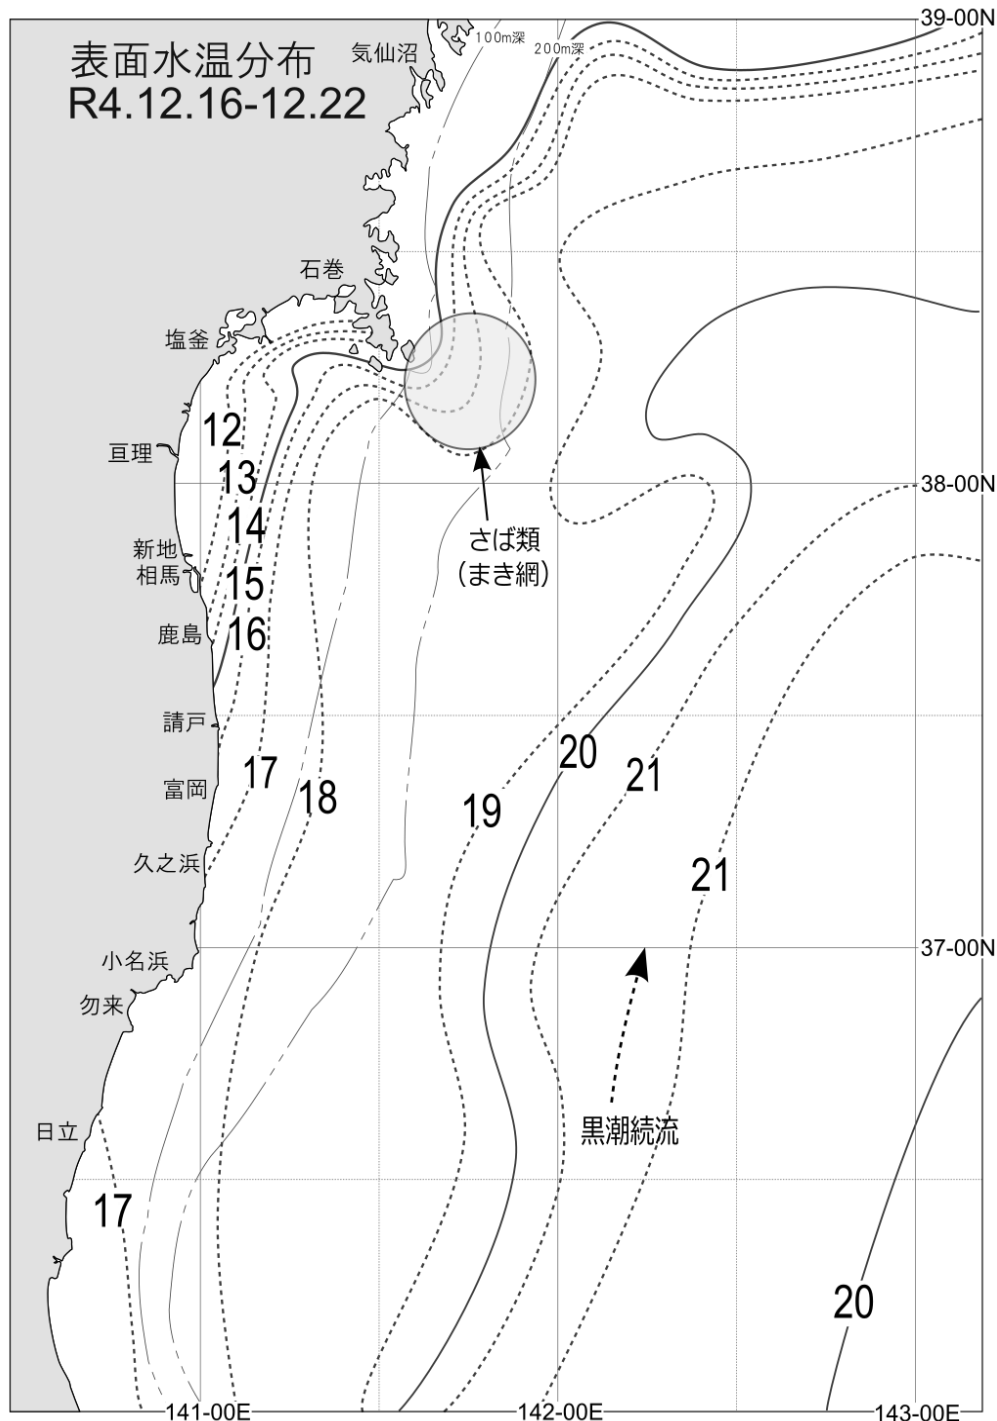 39-00N
表面水温分布
100m深
200m深
気仙沼
R4.12.16-12.22
石巻
塩釜
12
亘理
13
38-00N
14
さば類
(まき網)
新地
相馬
15
鹿島
16
請戸
20
17
21
富岡
18
19
久之浜
21
37-00N
小名浜
勿来
黒潮続流
日立
17
20
141-00E
142-00E
143-00E